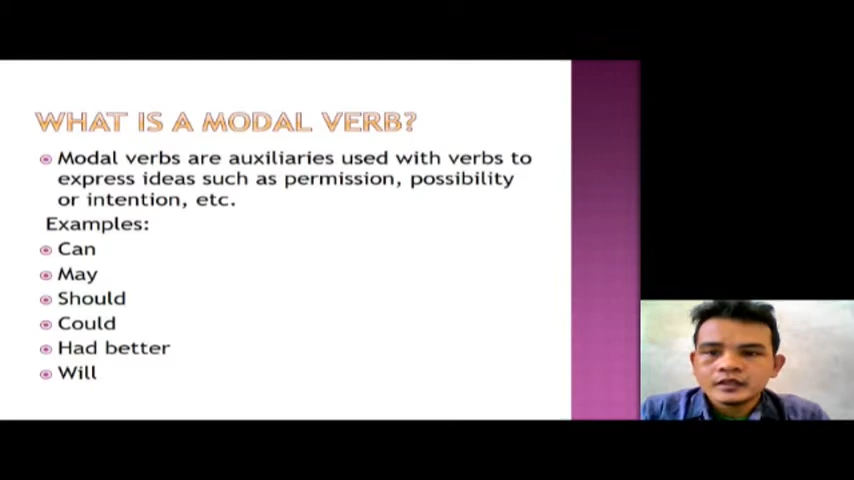 WHAT IS A MODAL VERB?
Modal verbs are auxiliaries used with verbs to
express ideas such as permission, possibility
or intention, etc.
Examples:
Can
May
Should
Could
Had better
Will